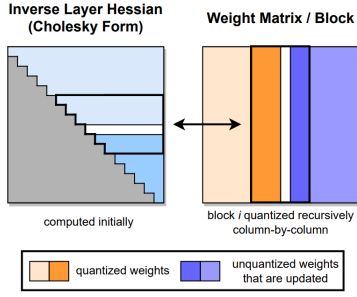 Inverse Layer Hessian
(Cholesky Form)
Weight Matrix / Block
computed initially
block i quantized recursively
column-by-column
quantized weights
unquantized weights
that are updated